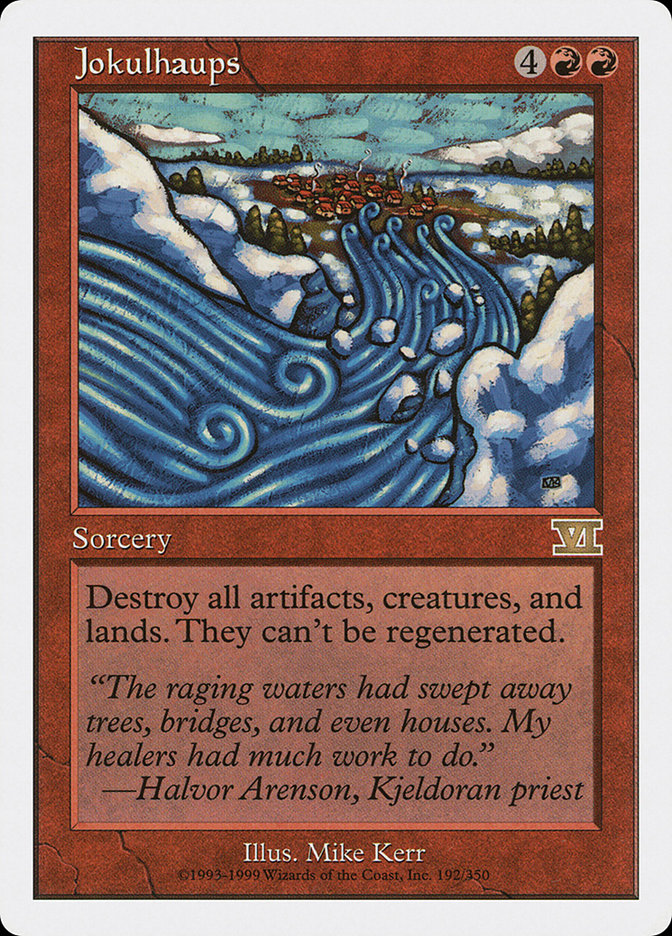 Jokulhaups 4
Sorcery VI
Destroy all artifacts, creatures, and
lands. They can't be regenerated.
“The raging waters had swept away
trees, bridges, and even houses. My
healers had much work to do.”
—Halvor Arenson, Kjeldoran priest
Illus. Mike Kerr
©1993-1999 Wizards of the Coast, Inc. 192/350